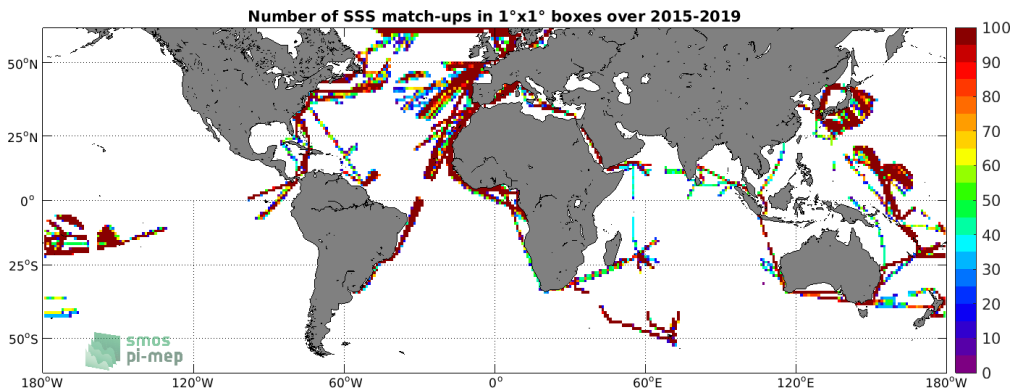 Number of SSS match-ups in 1°x1° boxes over 2015-2019
100
90
80
70
60
50
40
30
20
10
0
50°N
25°N
0°
25°S
50°S
smos
pi-mep
180°W 120°W 60°W 0° 60°E 120°E 180°W